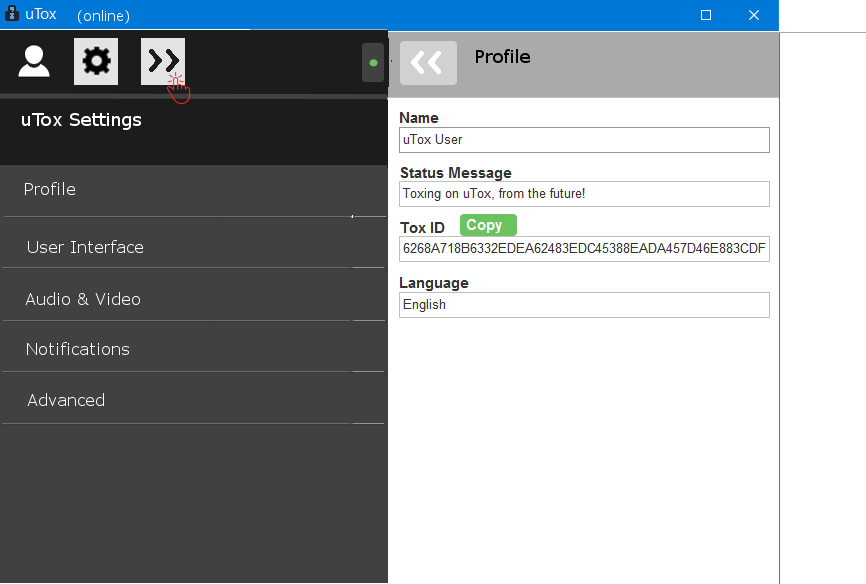 uTox (online)
uTox Settings
Profile
User Interface
Audio & Video
Notifications
Advanced
Profile
Name
uTox User
Status Message
Toxing on uTox, from the future!
Tox ID Copy
6268A718B6332EDEA62483EDC45388EADA457D46E883CDF
Language
English